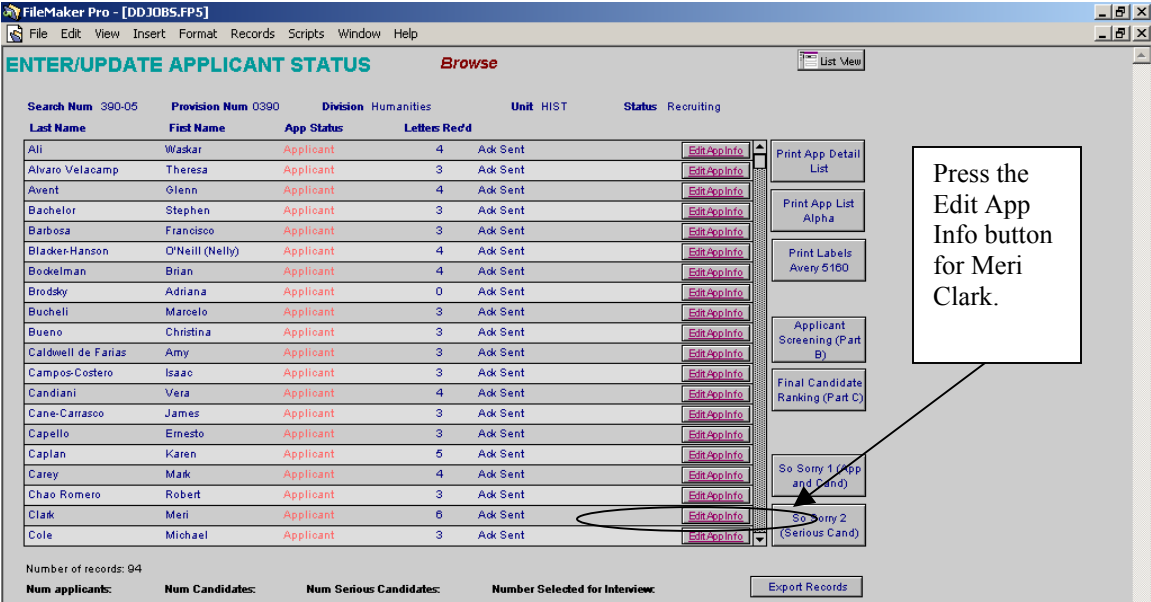 FileMaker Pro - [DDJOBS.FP5]
File Edit View Insert Format Records Scripts Window Help
ENTER/UPDATE APPLICANT STATUS Browse List View
Search Num 390-05 Provision Num 0390 Division Humanities Unit HIST Status Recruiting
Last Name First Name App Status Letters Rec'd
Ali Waskar Applicant 4 Ack Sent Edit App Info
Alvaro Velacamp Theresa Applicant 3 Ack Sent Edit App Info
Avent Glenn Applicant 4 Ack Sent Edit App Info
Bachelor Stephen Applicant 3 Ack Sent Edit App Info
Barbosa Francisco Applicant 3 Ack Sent Edit App Info
Blacker-Hanson O'Neill (Nelly) Applicant 4 Ack Sent Edit App Info
Bockelman Brian Applicant 4 Ack Sent Edit App Info
Brodsky Adriana Applicant 0 Ack Sent Edit App Info
Bucheli Marcelo Applicant 3 Ack Sent Edit App Info
Bueno Christina Applicant 3 Ack Sent Edit App Info
Caldwell de Farias Amy Applicant 3 Ack Sent Edit App Info
Campos-Costero Isaac Applicant 3 Ack Sent Edit App Info
Candiani Vera Applicant 4 Ack Sent Edit App Info
Cane-Carrasco James Applicant 3 Ack Sent Edit App Info
Capello Ernesto Applicant 3 Ack Sent Edit App Info
Caplan Karen Applicant 5 Ack Sent Edit App Info
Carey Mark Applicant 4 Ack Sent Edit App Info
Chao Romero Robert Applicant 3 Ack Sent Edit App Info
Clark Meri Applicant 6 Ack Sent Edit App Info
Cole Michael Applicant 3 Ack Sent Edit App Info
Print App Detail
List
Print App List
Alpha
Print Labels
Avery 5160
Applicant
Screening (Part
B)
Final Candidate
Ranking (Part C)
So Sorry 1 (App
and Cand)
So Sorry 2
(Serious Cand)
Press the
Edit App
Info button
for Meri
Clark.
Number of records: 94
Num applicants: Num Candidates: Num Serious Candidates: Number Selected for Interview: Export Records